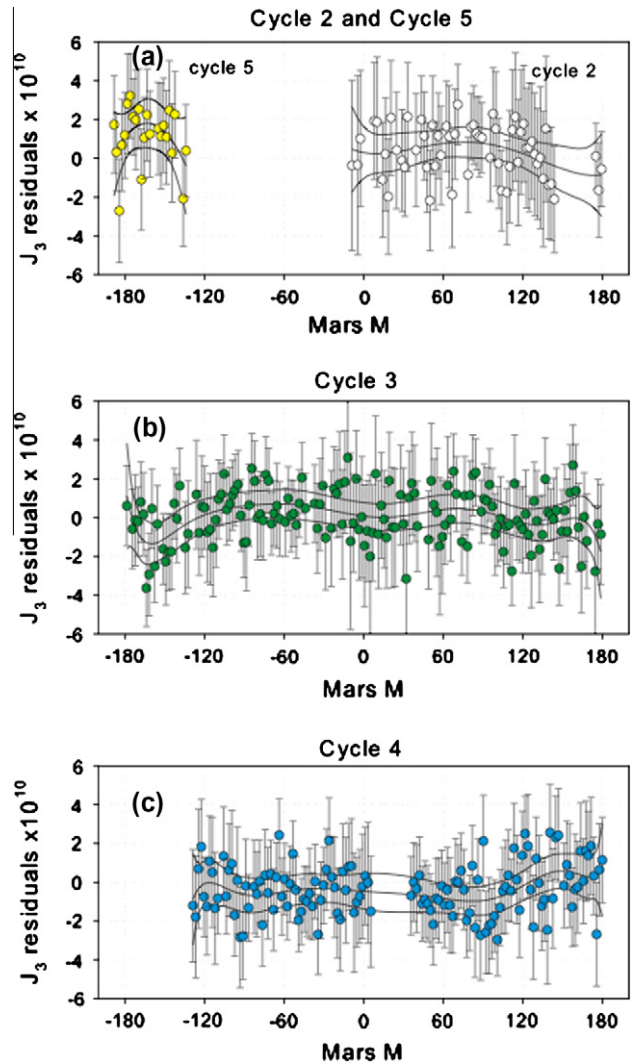 Cycle 2 and Cycle 5
(a)
cycle 5
cycle 2
6
4
2
0
-2
-4
-6
J3 residuals x 10^10
-180 -120 -60 0 60 120 180
Mars M
Cycle 3
(b)
6
4
2
0
-2
-4
-6
J3 residuals x 10^10
-180 -120 -60 0 60 120 180
Mars M
Cycle 4
(c)
6
4
2
0
-2
-4
-6
J3 residuals x10^10
-180 -120 -60 0 60 120 180
Mars M